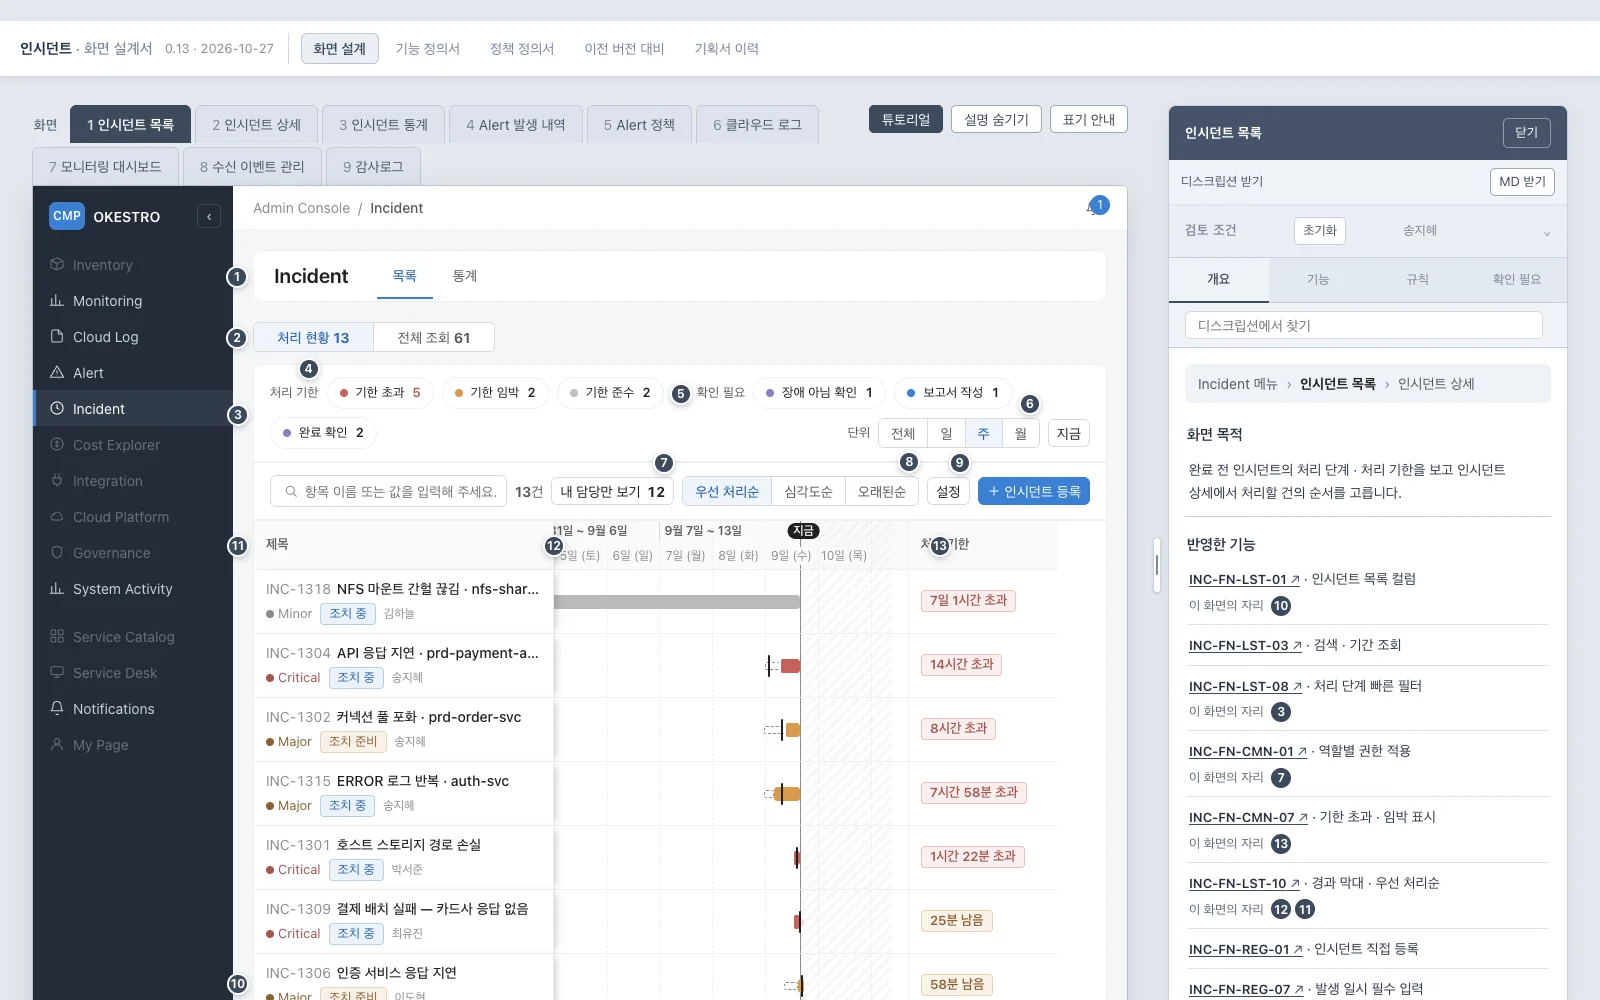 인시던트 · 화면 설계서 0.13 · 2026-10-27 화면 설계 기능 정의서 정책 정의서 이전 버전 대비 기획서 이력
화면 1 인시던트 목록 2 인시던트 상세 3 인시던트 통계 4 Alert 발생 내역 5 Alert 정책 6 클라우드 로그 튜토리얼 설명 숨기기 표기 안내
7 모니터링 대시보드 8 수신 이벤트 관리 9 감사로그
CMP OKESTRO ‹
Inventory
Monitoring
Cloud Log
Alert
Incident
Cost Explorer
Integration
Cloud Platform
Governance
System Activity
Service Catalog
Service Desk
Notifications
My Page
Admin Console / Incident 1
1 Incident 목록 통계
2 처리 현황 13 전체 조회 61
4
처리 기한 기한 초과 5 기한 임박 2 기한 준수 2 5 확인 필요 장애 아님 확인 1 보고서 작성 1
3 6
완료 확인 2 단위 전체 일 주 월 지금
7 8 9
항목 이름 또는 값을 입력해 주세요. 13건 내 담당만 보기 12 우선 처리순 심각도순 오래된순 설정 + 인시던트 등록
11 제목 12 13
31일 ~ 9월 6일 9월 7일 ~ 13일 지금
5일 (토) 6일 (일) 7일 (월) 8일 (화) 9일 (수) 10일 (목)
INC-1318 NFS 마운트 간헐 끊김 · nfs-shar...
Minor 조치 중 김하늘
7일 1시간 초과
INC-1304 API 응답 지연 · prd-payment-a...
Critical 조치 중 송지혜
14시간 초과
INC-1302 커넥션 풀 포화 · prd-order-svc
Major 조치 준비 송지혜
8시간 초과
INC-1315 ERROR 로그 반복 · auth-svc
Major 조치 중 송지혜
7시간 58분 초과
INC-1301 호스트 스토리지 경로 손실
Critical 조치 중 박서준
1시간 22분 초과
INC-1309 결제 배치 실패 — 카드사 응답 없음
Critical 조치 중 최유진
25분 남음
INC-1306 인증 서비스 응답 지연
10 Major 조치 준비 이도현
58분 남음
인시던트 목록 닫기
디스크립션 받기 MD 받기
검토 조건 초기화 송지혜
개요 기능 규칙 확인 필요
디스크립션에서 찾기
Incident 메뉴 › 인시던트 목록 › 인시던트 상세
화면 목적
완료 전 인시던트의 처리 단계 · 처리 기한을 보고 인시던트
상세에서 처리할 건의 순서를 고릅니다.
반영한 기능
INC-FN-LST-01 ↗ · 인시던트 목록 컬럼
이 화면의 자리 10
INC-FN-LST-03 ↗ · 검색 · 기간 조회
INC-FN-LST-08 ↗ · 처리 단계 빠른 필터
이 화면의 자리 3
INC-FN-CMN-01 ↗ · 역할별 권한 적용
이 화면의 자리 7
INC-FN-CMN-07 ↗ · 기한 초과 · 임박 표시
이 화면의 자리 13
INC-FN-LST-10 ↗ · 경과 막대 · 우선 처리순
이 화면의 자리 12 11
INC-FN-REG-01 ↗ · 인시던트 직접 등록
INC-FN-REG-07 ↗ · 발생 일시 필수 입력